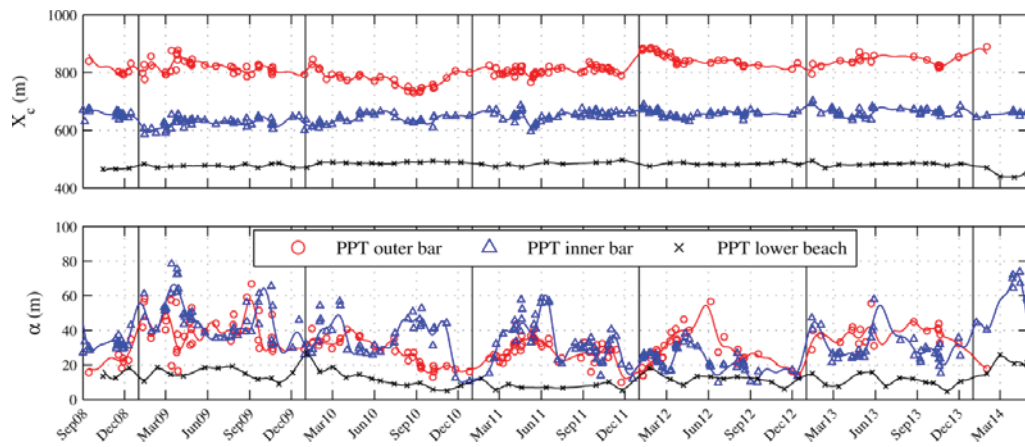 1000
800
600
400
X_c (m)
100
80
60
40
20
0
α (m)
PPT outer bar PPT inner bar PPT lower beach
Sep08 Dec08 Mar09 Jun09 Sep09 Dec09 Mar10 Jun10 Sep10 Dec10 Mar11 Jun11 Sep11 Dec11 Mar12 Jun12 Sep12 Dec12 Mar13 Jun13 Sep13 Dec13 Mar14